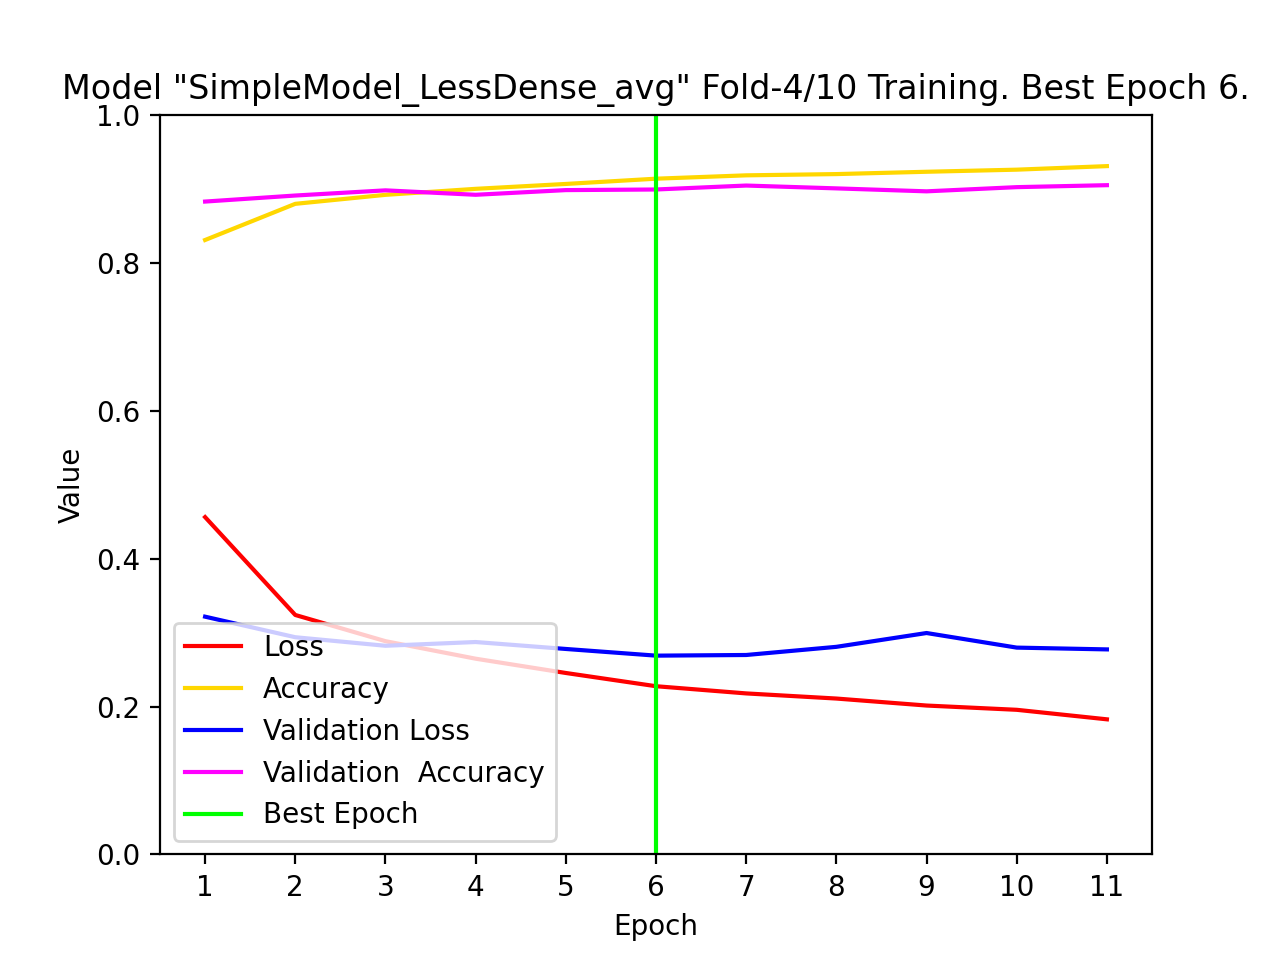 Model "SimpleModel_LessDense_avg" Fold-4/10 Training. Best Epoch 6.
1.0
0.8
0.6
0.4
0.2
0.0
Value
Loss
Accuracy
Validation Loss
Validation  Accuracy
Best Epoch
1 2 3 4 5 6 7 8 9 10 11
Epoch